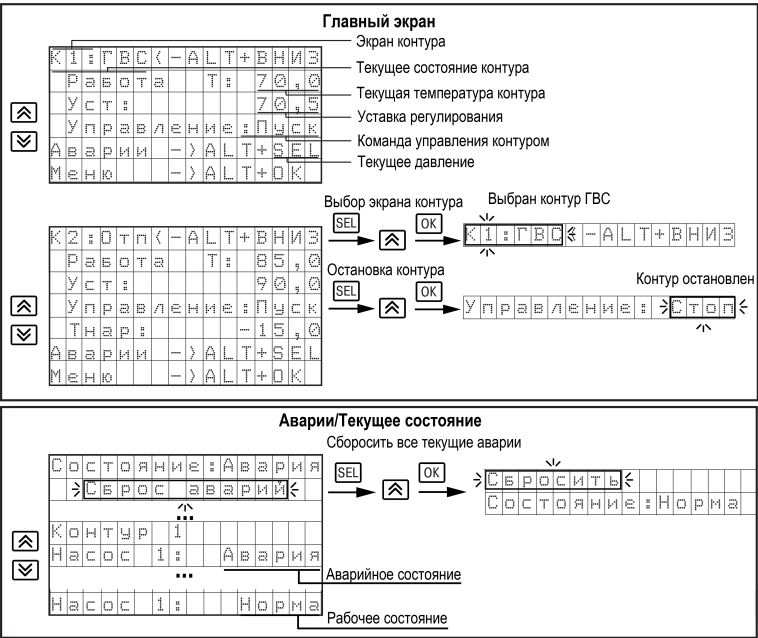 Главный экран
К1:ГВС<-ALT+ВНИЗ
Работа Т: 70,0
Уст: 70,5
Управление:Пуск
Аварии ->ALT+SEL
Меню ->ALT+OK
Экран контура
Текущее состояние контура
Текущая температура контура
Уставка регулирования
Команда управления контуром
Текущее давление
Выбор экрана контура
Выбран контур ГВС
SEL
OK
К1:ГВС<-ALT+ВНИЗ
К2:Отп<-ALT+ВНИЗ
Работа Т: 85,0
Уст: 90,0
Управление:Пуск
Тнар: -15,0
Аварии ->ALT+SEL
Меню ->ALT+OK
Остановка контура
SEL
OK
Контур остановлен
Управление: Стоп
Аварии/Текущее состояние
Сбросить все текущие аварии
Состояние:Авария
Сброс аварий
...
Контур 1
Насос 1: Авария
...
Насос 1: Норма
SEL
OK
Сбросить
Состояние:Норма
Аварийное состояние
Рабочее состояние